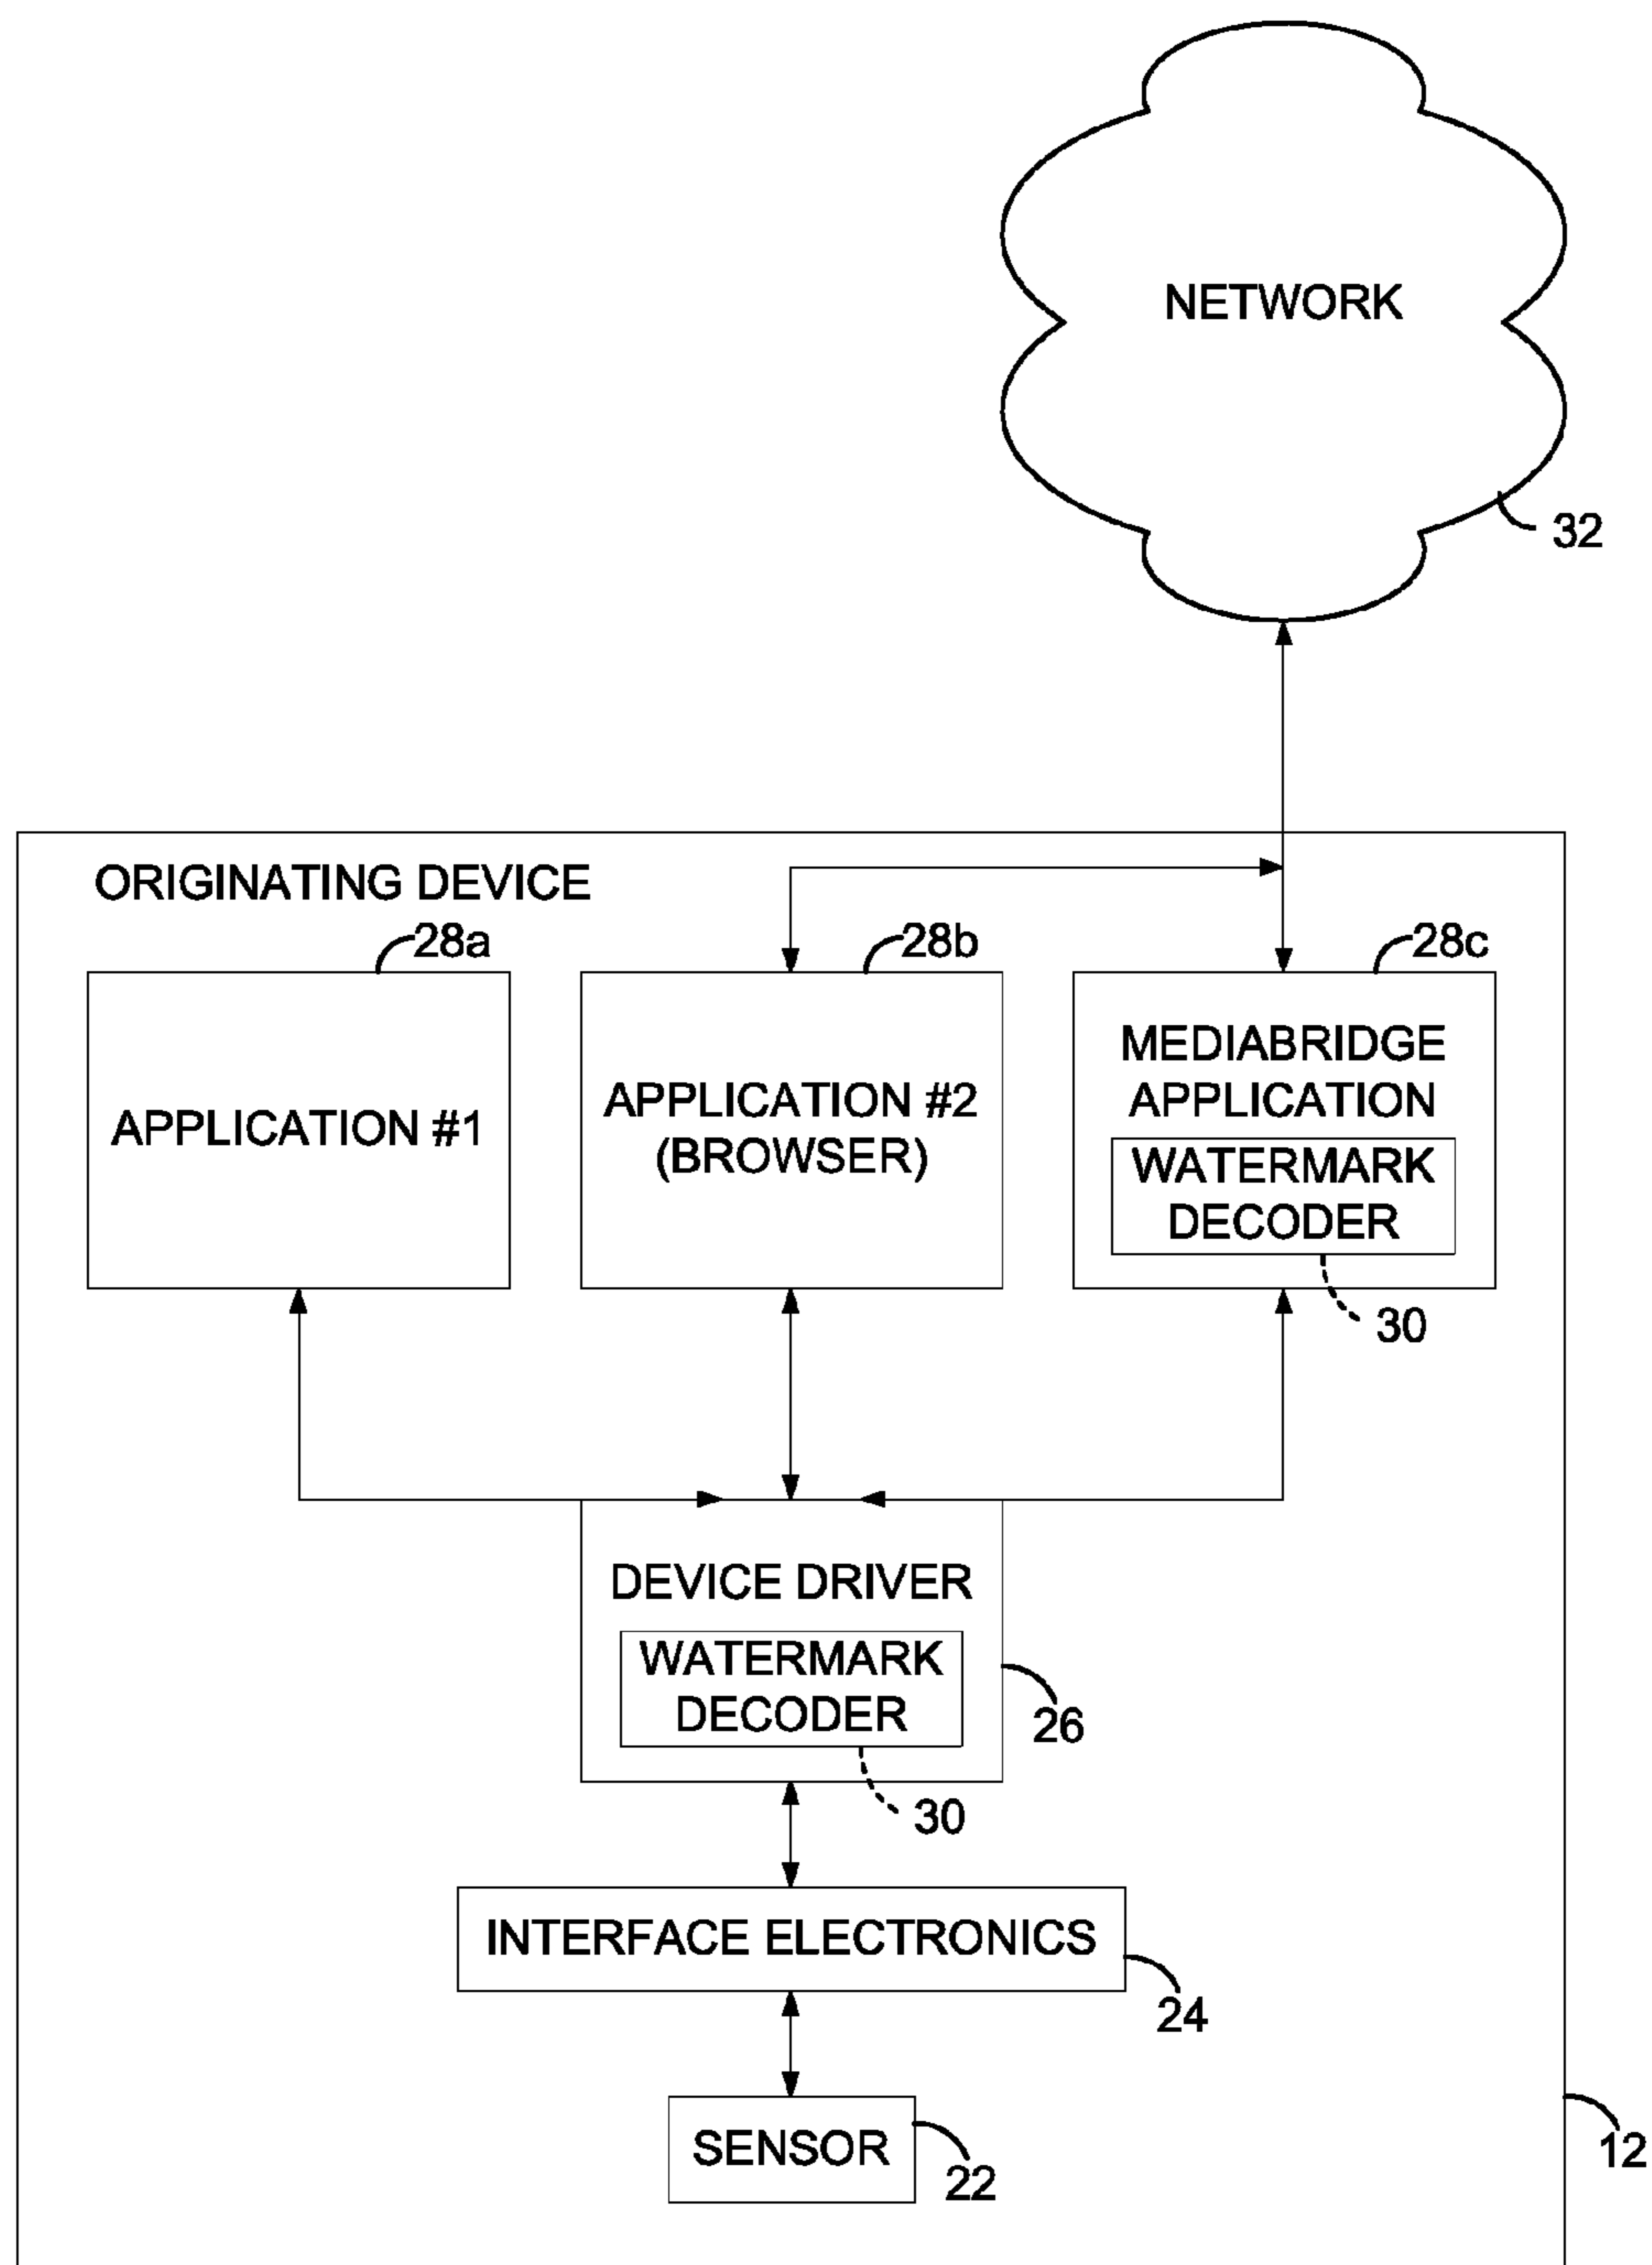 NETWORK
32
ORIGINATING DEVICE
28a
28b
28c
APPLICATION #1
APPLICATION #2
(BROWSER)
MEDIABRIDGE
APPLICATION
WATERMARK
DECODER
30
DEVICE DRIVER
WATERMARK
DECODER
26
30
INTERFACE ELECTRONICS
24
SENSOR
22
12